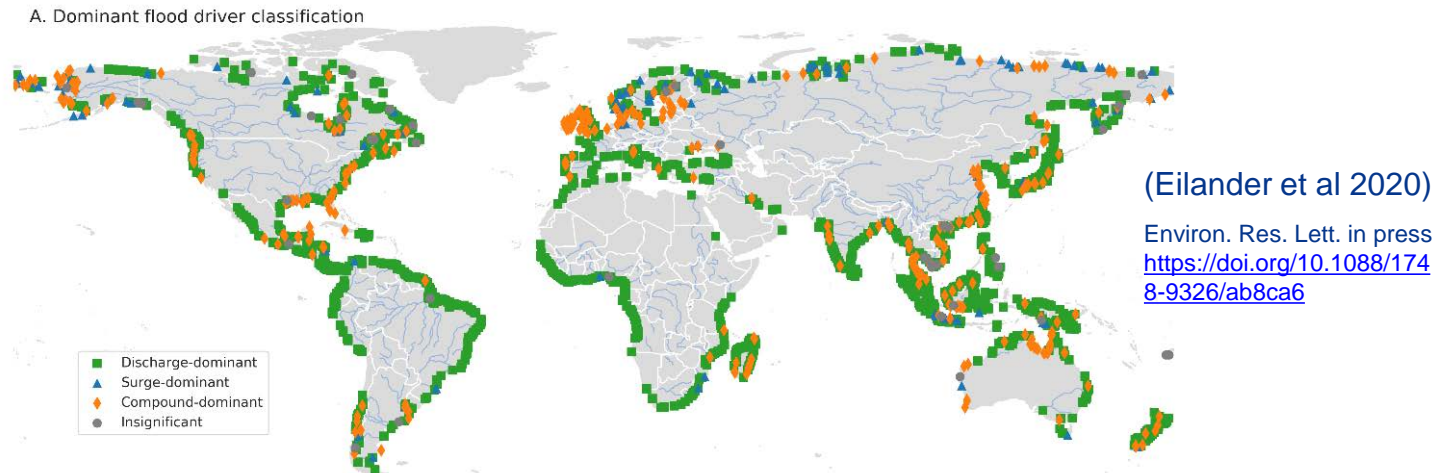 A. Dominant flood driver classification
Discharge-dominant
Surge-dominant
Compound-dominant
Insignificant
(Eilander et al 2020)
Environ. Res. Lett. in press
https://doi.org/10.1088/174
8-9326/ab8ca6